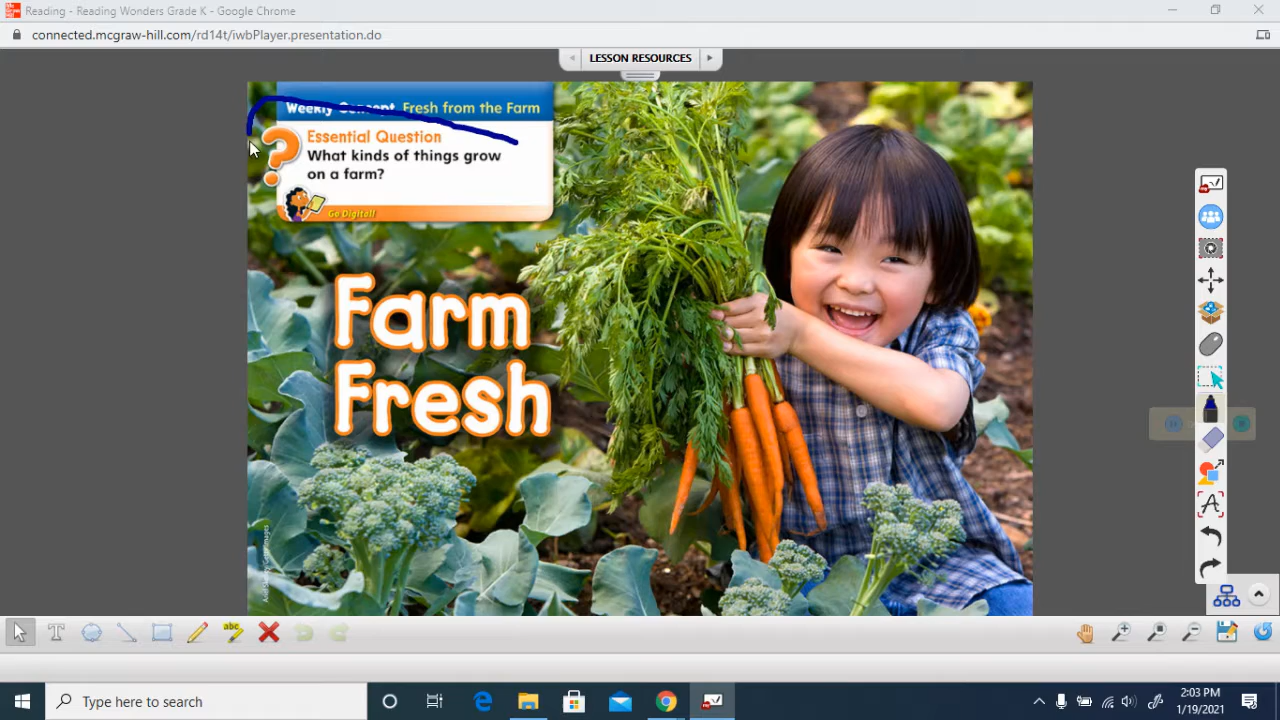 Reading - Reading Wonders Grade K - Google Chrome
connected.mcgraw-hill.com/rd14t/iwbPlayer.presentation.do
LESSON RESOURCES
Weekly Concept Fresh from the Farm
Essential Question
What kinds of things grow
on a farm?
Go Digital!
Farm
Fresh
abc
Type here to search
2:03 PM
1/19/2021